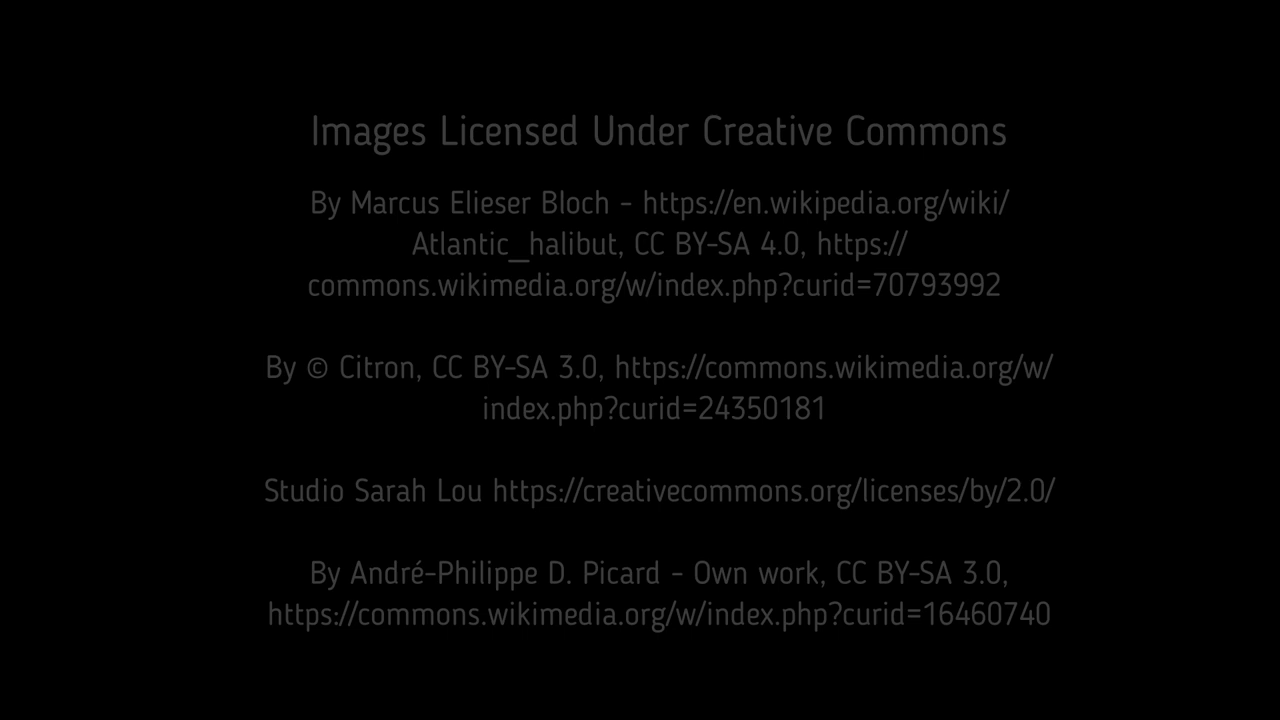 Images Licensed Under Creative Commons
By Marcus Elieser Bloch - https://en.wikipedia.org/wiki/
Atlantic_halibut, CC BY-SA 4.0, https://
commons.wikimedia.org/w/index.php?curid=70793992
By © Citron, CC BY-SA 3.0, https://commons.wikimedia.org/w/
index.php?curid=24350181
Studio Sarah Lou https://creativecommons.org/licenses/by/2.0/
By André-Philippe D. Picard - Own work, CC BY-SA 3.0,
https://commons.wikimedia.org/w/index.php?curid=16460740